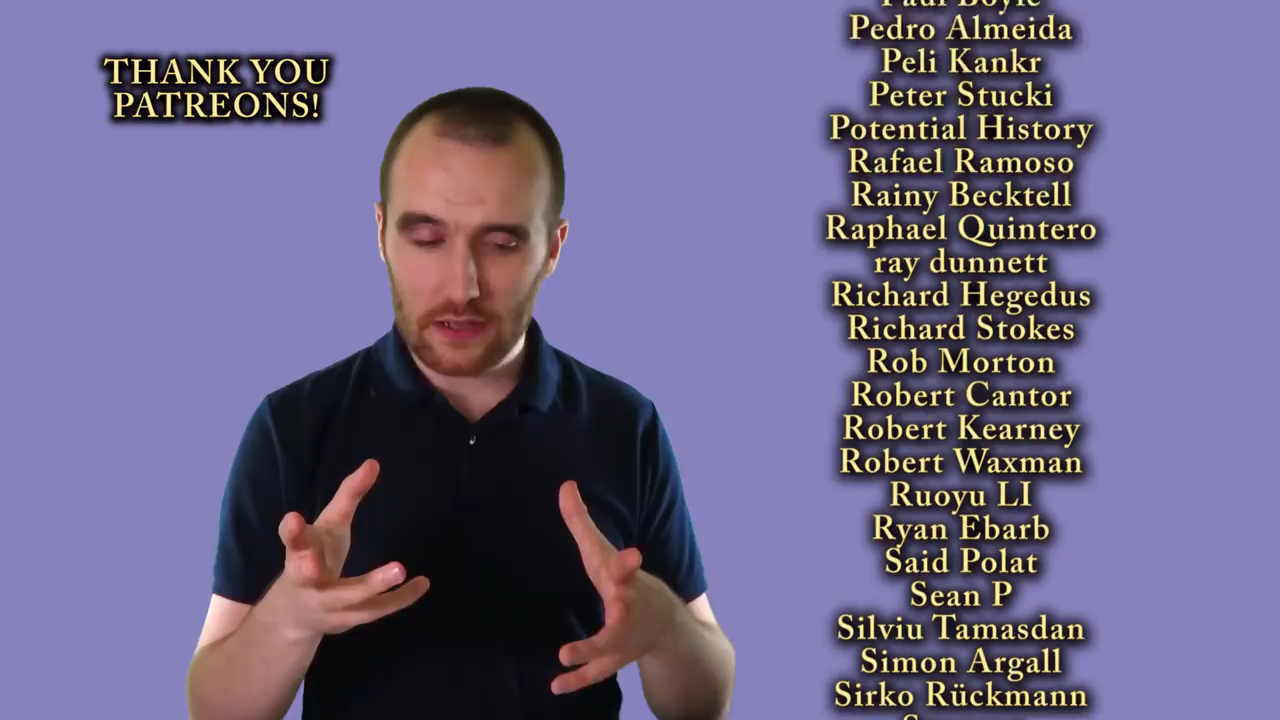 THANK YOU
PATREONS!
Paul Boyle
Pedro Almeida
Peli Kankr
Peter Stucki
Potential History
Rafael Ramoso
Rainy Becktell
Raphael Quintero
ray dunnett
Richard Hegedus
Richard Stokes
Rob Morton
Robert Cantor
Robert Kearney
Robert Waxman
Ruoyu LI
Ryan Ebarb
Said Polat
Sean P
Silviu Tamasdan
Simon Argall
Sirko Rückmann